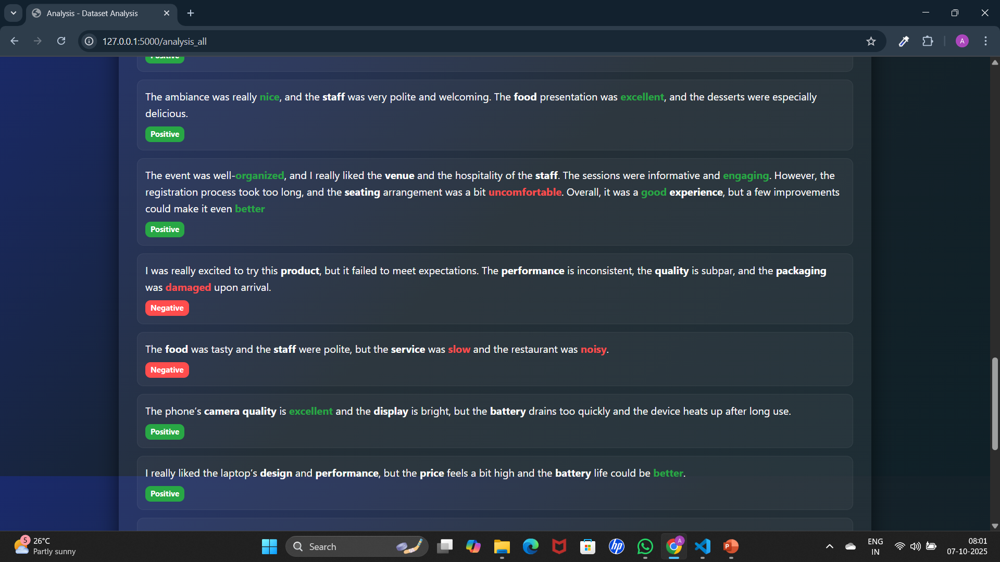 Analysis - Dataset Analysis
127.0.0.1:5000/analysis_all
A
Positive
The ambiance was really nice, and the staff was very polite and welcoming. The food presentation was excellent, and the desserts were especially
delicious.
Positive
The event was well-organized, and I really liked the venue and the hospitality of the staff. The sessions were informative and engaging. However, the
registration process took too long, and the seating arrangement was a bit uncomfortable. Overall, it was a good experience, but a few improvements
could make it even better
Positive
I was really excited to try this product, but it failed to meet expectations. The performance is inconsistent, the quality is subpar, and the packaging
was damaged upon arrival.
Negative
The food was tasty and the staff were polite, but the service was slow and the restaurant was noisy.
Negative
The phone’s camera quality is excellent and the display is bright, but the battery drains too quickly and the device heats up after long use.
Positive
I really liked the laptop’s design and performance, but the price feels a bit high and the battery life could be better.
Positive
5
26°C
Partly sunny
Search
hp
A
P
ENG
IN
08:01
07-10-2025